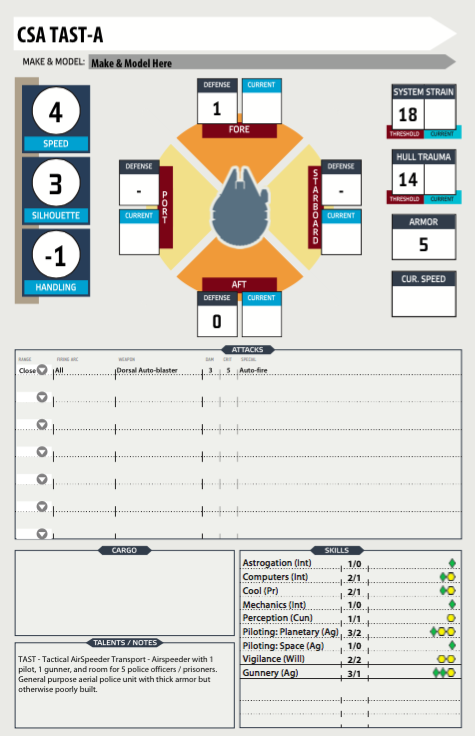 CSA TAST-A
MAKE & MODEL: Make & Model Here
4
SPEED
3
SILHOUETTE
-1
HANDLING
DEFENSE CURRENT
1
FORE
DEFENSE
-
CURRENT
PORT
STARBOARD
DEFENSE
-
CURRENT
AFT
DEFENSE CURRENT
0
SYSTEM STRAIN
18
THRESHOLD CURRENT
HULL TRAUMA
14
THRESHOLD CURRENT
ARMOR
5
CUR. SPEED
ATTACKS
RANGE FIRING ARC WEAPON DAM CRIT SPECIAL
Close All Dorsal Auto-blaster 3 5 Auto-fire
CARGO
TALENTS / NOTES
TAST - Tactical AirSpeeder Transport - Airspeeder with 1
pilot, 1 gunner, and room for 5 police officers / prisoners.
General purpose aerial police unit with thick armor but
otherwise poorly built.
SKILLS
Astrogation (Int) 1/0
Computers (Int) 2/1
Cool (Pr) 2/1
Mechanics (Int) 1/0
Perception (Cun) 1/1
Piloting: Planetary (Ag) 3/2
Piloting: Space (Ag) 1/0
Vigilance (Will) 2/2
Gunnery (Ag) 3/1